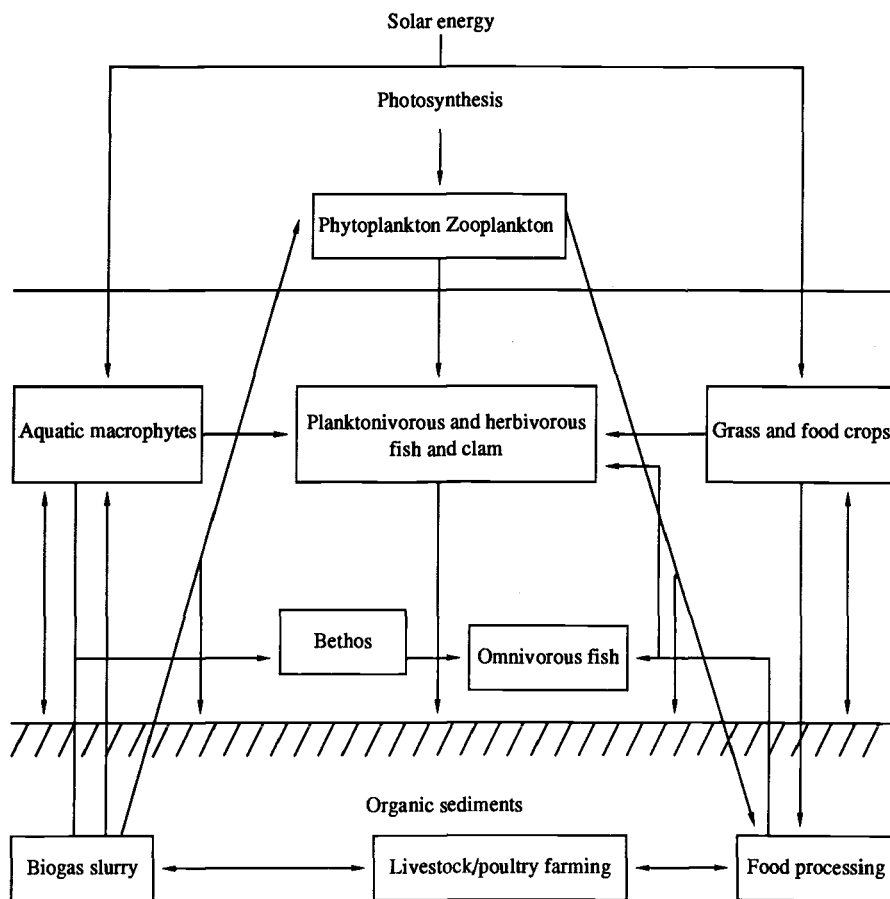 Solar energy
Photosynthesis
Phytoplankton Zooplankton
Aquatic macrophytes
Planktonivorous and herbivorous
fish and clam
Grass and food crops
Bethos
Omnivorous fish
Organic sediments
Biogas slurry
Livestock/poultry farming
Food processing